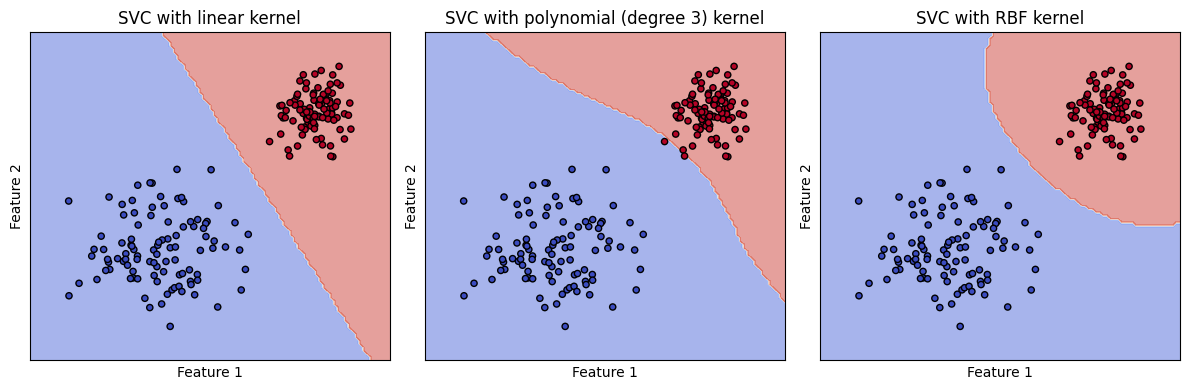 SVC with linear kernel
SVC with polynomial (degree 3) kernel
SVC with RBF kernel
Feature 2
Feature 2
Feature 2
Feature 1
Feature 1
Feature 1